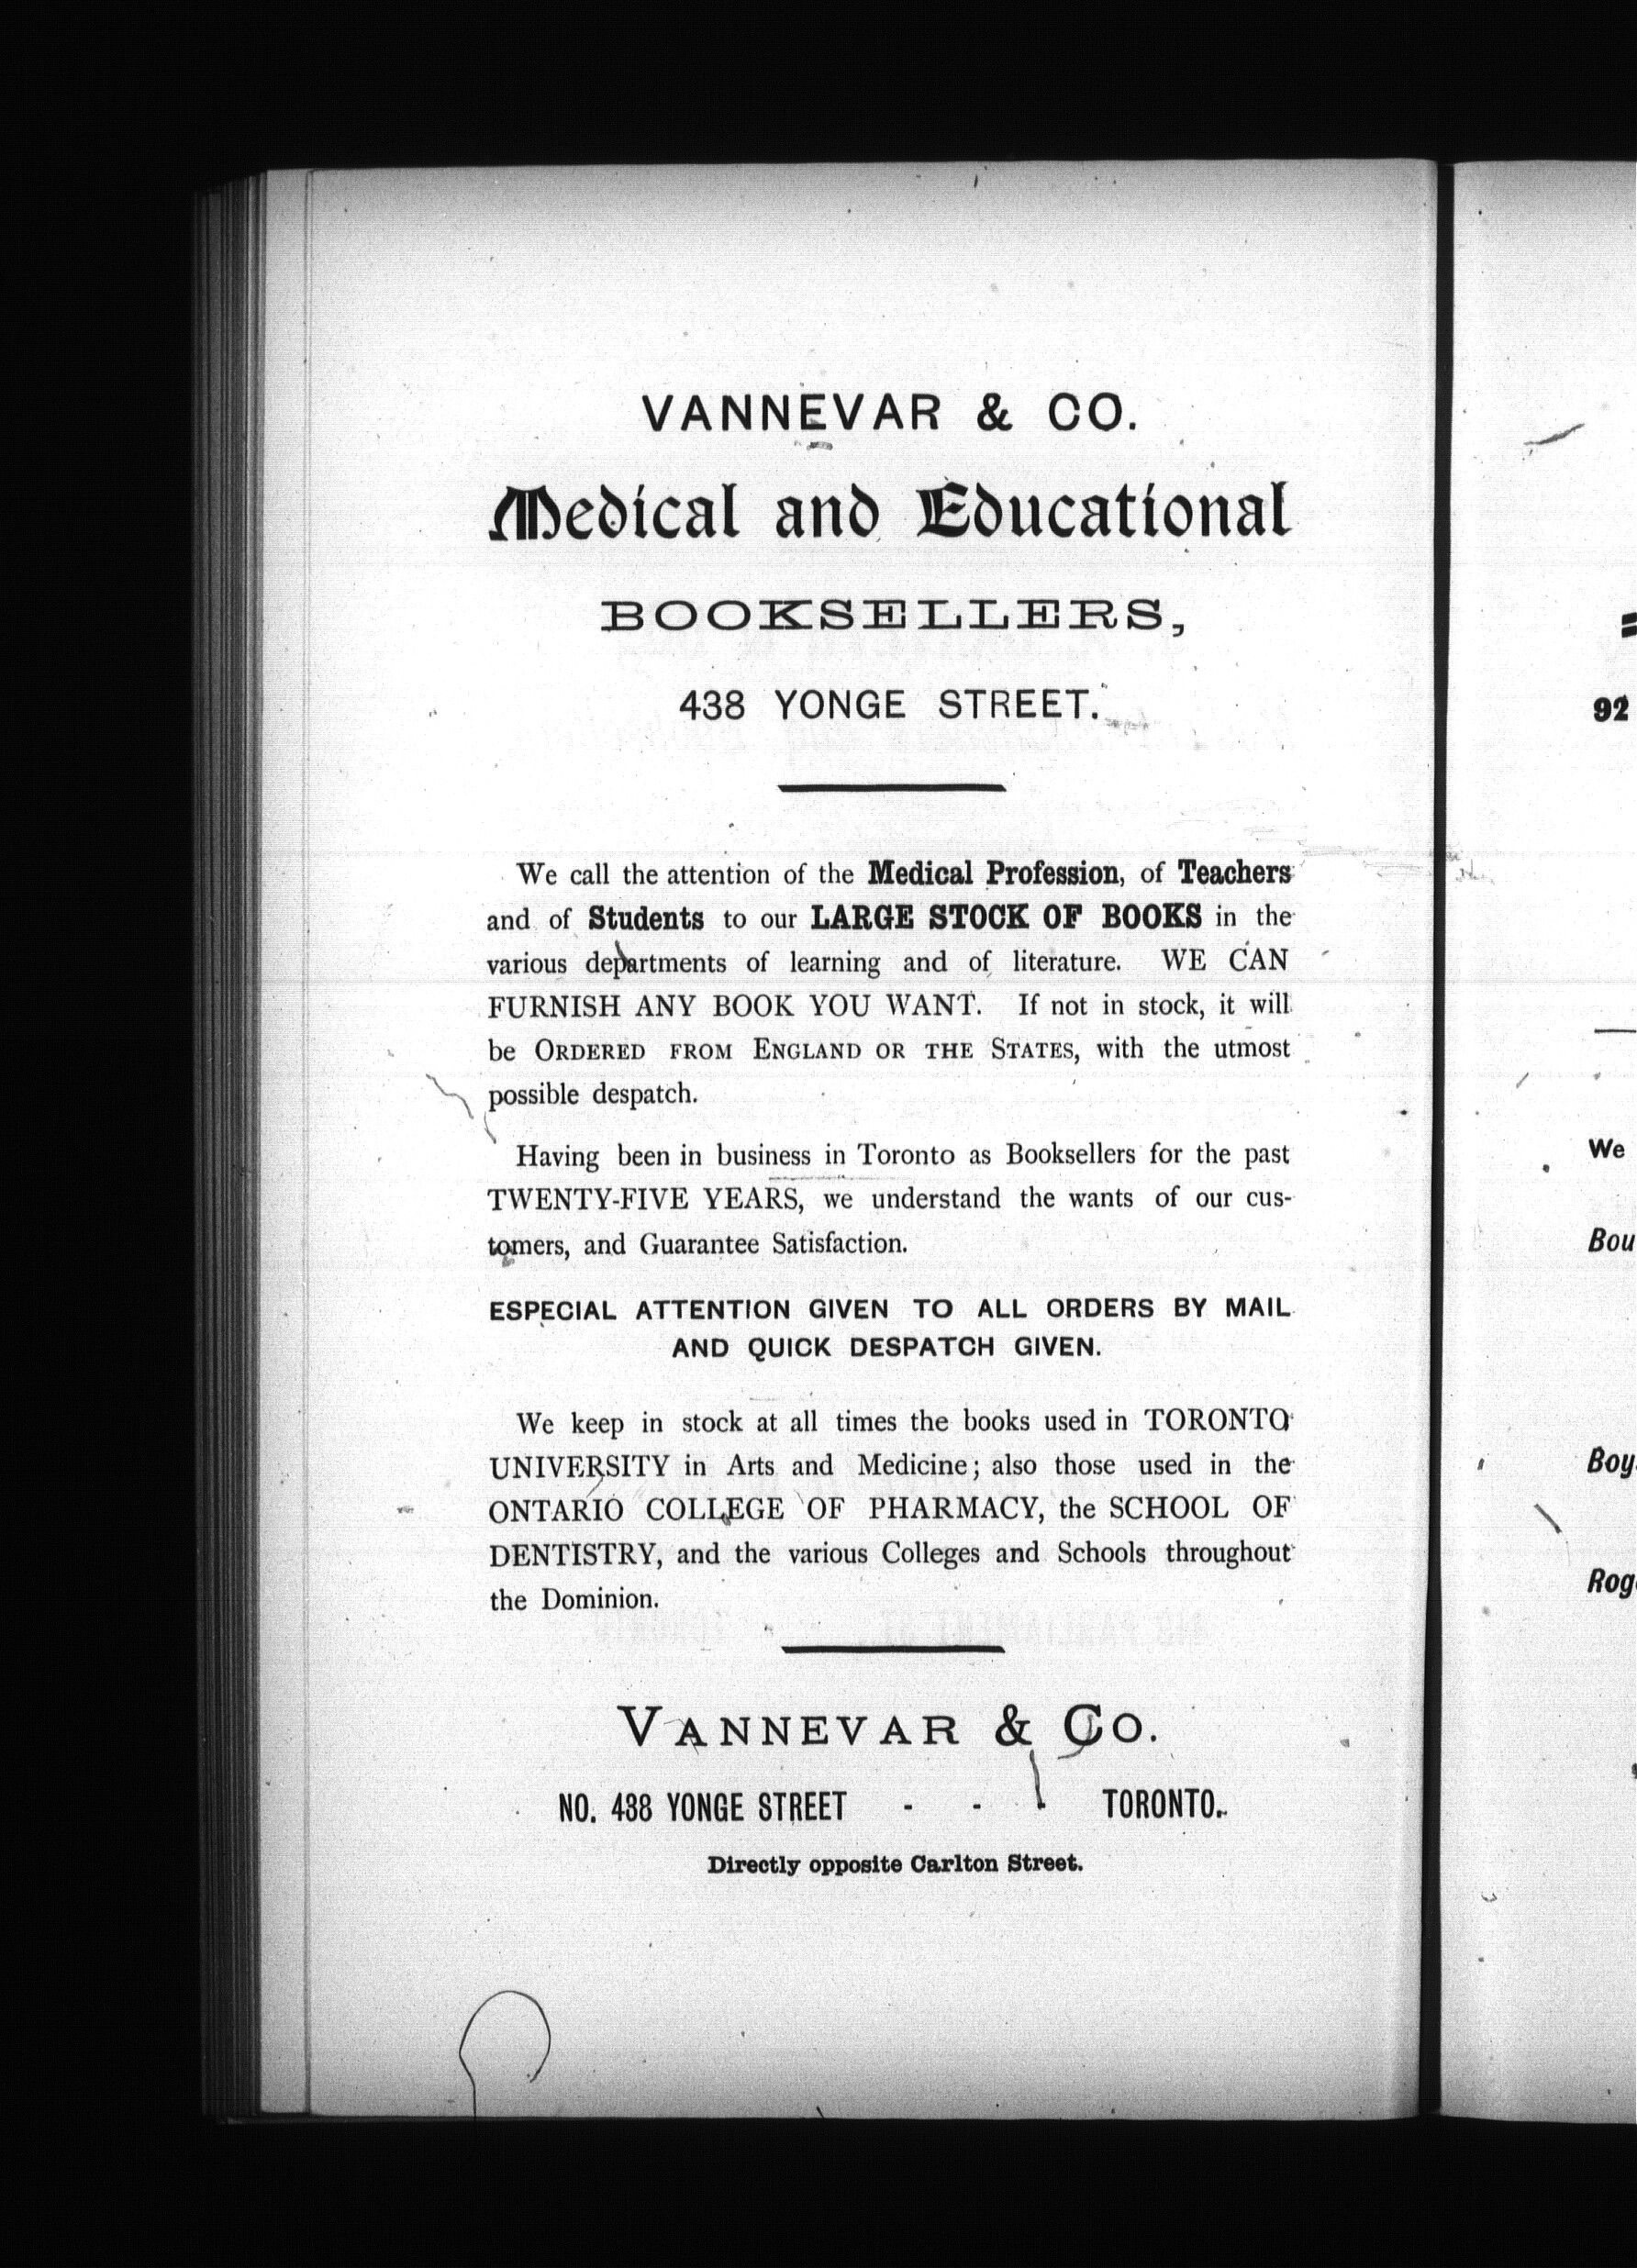 VANNEVAR & CO.
Medical and Educational
BOOKSELLERS,
438 YONGE STREET.
We call the attention of the Medical Profession, of Teachers
and of Students to our LARGE STOCK OF BOOKS in the
various departments of learning and of literature. WE CAN
FURNISH ANY BOOK YOU WANT. If not in stock, it will
be ORDERED FROM ENGLAND OR THE STATES, with the utmost
possible despatch.
Having been in business in Toronto as Booksellers for the past
TWENTY-FIVE YEARS, we understand the wants of our cus-
tomers, and Guarantee Satisfaction.
ESPECIAL ATTENTION GIVEN TO ALL ORDERS BY MAIL
AND QUICK DESPATCH GIVEN.
We keep in stock at all times the books used in TORONTO
UNIVERSITY in Arts and Medicine; also those used in the
ONTARIO COLLEGE OF PHARMACY, the SCHOOL OF
DENTISTRY, and the various Colleges and Schools throughout
the Dominion.
VANNEVAR & CO.
NO. 438 YONGE STREET - - - TORONTO.
Directly opposite Carlton Street.
92
We
Bou
Boy
Rog